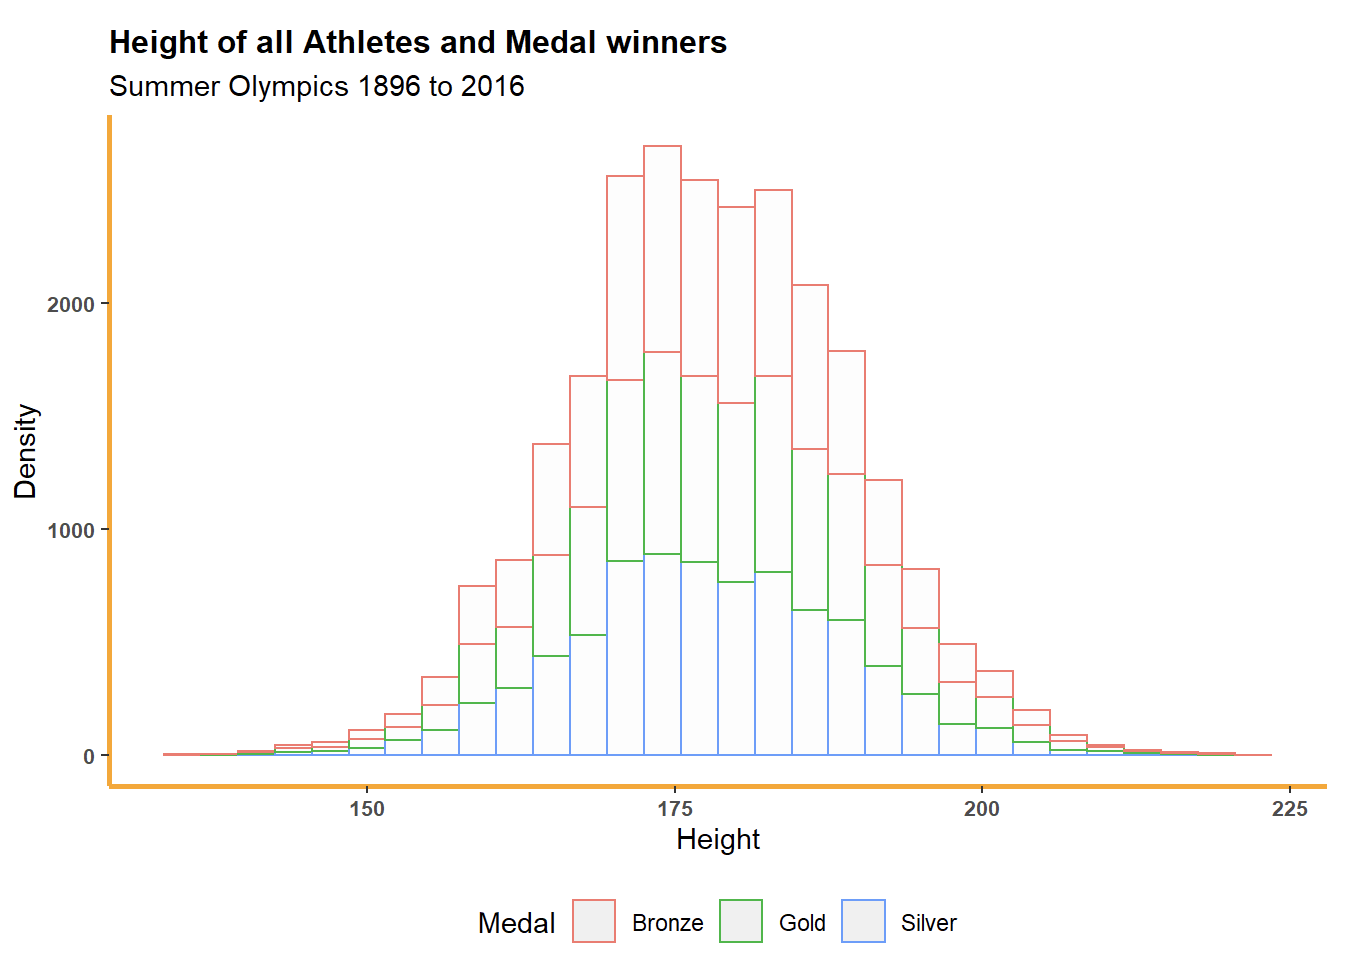 Height of all Athletes and Medal winners
Summer Olympics 1896 to 2016
Density
2000
1000
0
150 175 200 225
Height
Medal Bronze Gold Silver